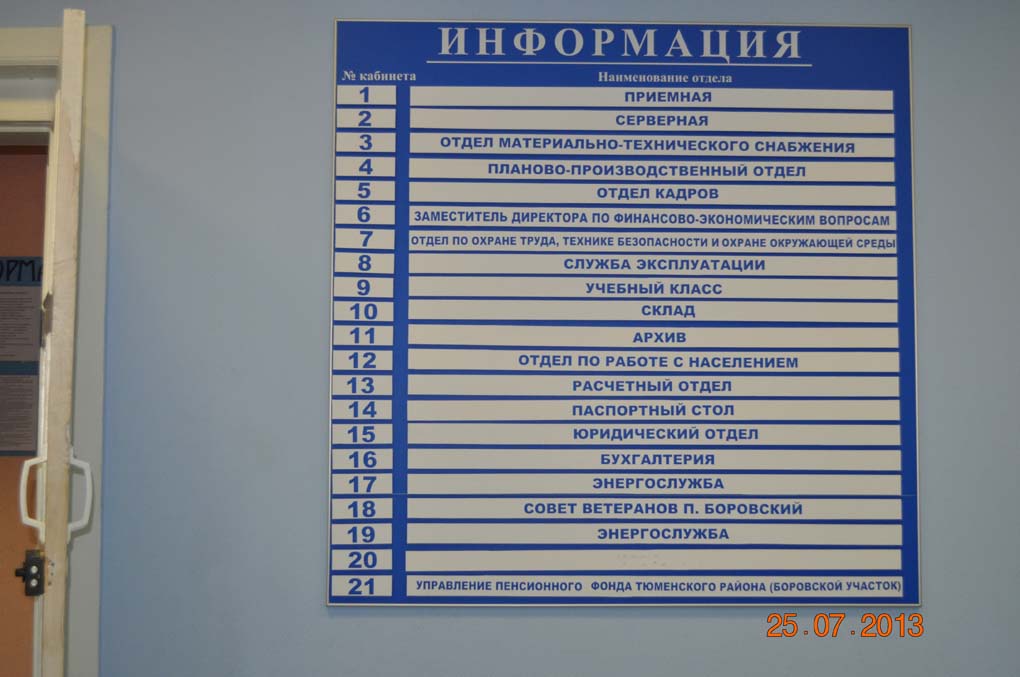 ИНФОРМАЦИЯ
№ кабинета Наименование отдела
1 ПРИЕМНАЯ
2 СЕРВЕРНАЯ
3 ОТДЕЛ МАТЕРИАЛЬНО-ТЕХНИЧЕСКОГО СНАБЖЕНИЯ
4 ПЛАНОВО-ПРОИЗВОДСТВЕННЫЙ ОТДЕЛ
5 ОТДЕЛ КАДРОВ
6 ЗАМЕСТИТЕЛЬ ДИРЕКТОРА ПО ФИНАНСОВО-ЭКОНОМИЧЕСКИМ ВОПРОСАМ
7 ОТДЕЛ ПО ОХРАНЕ ТРУДА, ТЕХНИКЕ БЕЗОПАСНОСТИ И ОХРАНЕ ОКРУЖАЮЩЕЙ СРЕДЫ
8 СЛУЖБА ЭКСПЛУАТАЦИИ
9 УЧЕБНЫЙ КЛАСС
10 СКЛАД
11 АРХИВ
12 ОТДЕЛ ПО РАБОТЕ С НАСЕЛЕНИЕМ
13 РАСЧЕТНЫЙ ОТДЕЛ
14 ПАСПОРТНЫЙ СТОЛ
15 ЮРИДИЧЕСКИЙ ОТДЕЛ
16 БУХГАЛТЕРИЯ
17 ЭНЕРГОСЛУЖБА
18 СОВЕТ ВЕТЕРАНОВ П. БОРОВСКИЙ
19 ЭНЕРГОСЛУЖБА
20
21 УПРАВЛЕНИЕ ПЕНСИОННОГО ФОНДА ТЮМЕНСКОГО РАЙОНА (БОРОВСКОЙ УЧАСТОК)
25.07.2013